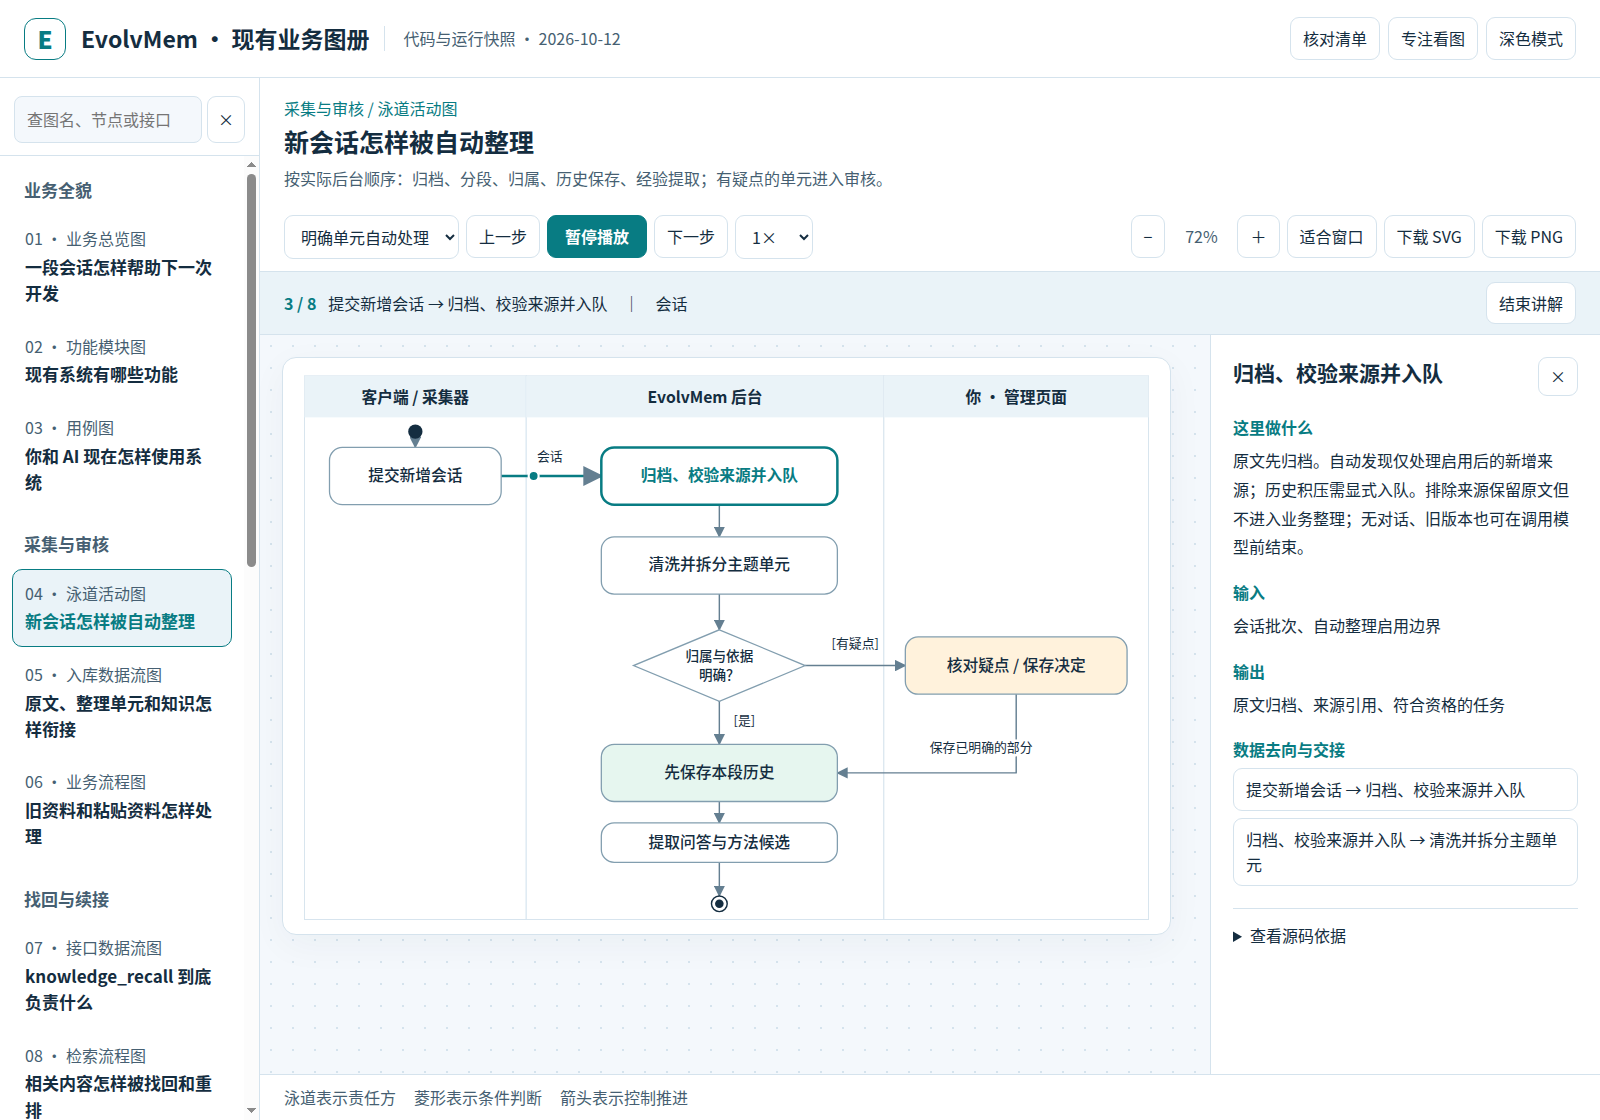 E
EvolvMem · 现有业务图册
代码与运行快照 · 2026-10-12
核对清单
专注看图
深色模式
查图名、节点或接口
×
业务全貌
01 · 业务总览图
一段会话怎样帮助下一次
开发
02 · 功能模块图
现有系统有哪些功能
03 · 用例图
你和 AI 现在怎样使用系
统
采集与审核
04 · 泳道活动图
新会话怎样被自动整理
05 · 入库数据流图
原文、整理单元和知识怎
样衔接
06 · 业务流程图
旧资料和粘贴资料怎样处
理
找回与续接
07 · 接口数据流图
knowledge_recall 到底
负责什么
08 · 检索流程图
相关内容怎样被找回和重
排
采集与审核 / 泳道活动图
新会话怎样被自动整理
按实际后台顺序：归档、分段、归属、历史保存、经验提取；有疑点的单元进入审核。
明确单元自动处理
上一步
暂停播放
下一步
1×
−
72%
＋
适合窗口
下载 SVG
下载 PNG
3 / 8 提交新增会话 → 归档、校验来源并入队 ｜ 会话
结束讲解
客户端 / 采集器
EvolvMem 后台
你 · 管理页面
提交新增会话
会话
归档、校验来源并入队
清洗并拆分主题单元
归属与依据
明确？
[有疑点]
核对疑点 / 保存决定
[是]
保存已明确的部分
先保存本段历史
提取问答与方法候选
归档、校验来源并入队
×
这里做什么
原文先归档。自动发现仅处理启用后的新增来
源；历史积压需显式入队。排除来源保留原文但
不进入业务整理；无对话、旧版本也可在调用模
型前结束。
输入
会话批次、自动整理启用边界
输出
原文归档、来源引用、符合资格的任务
数据去向与交接
提交新增会话 → 归档、校验来源并入队
归档、校验来源并入队 → 清洗并拆分主题单
元
查看源码依据
泳道表示责任方 菱形表示条件判断 箭头表示控制推进